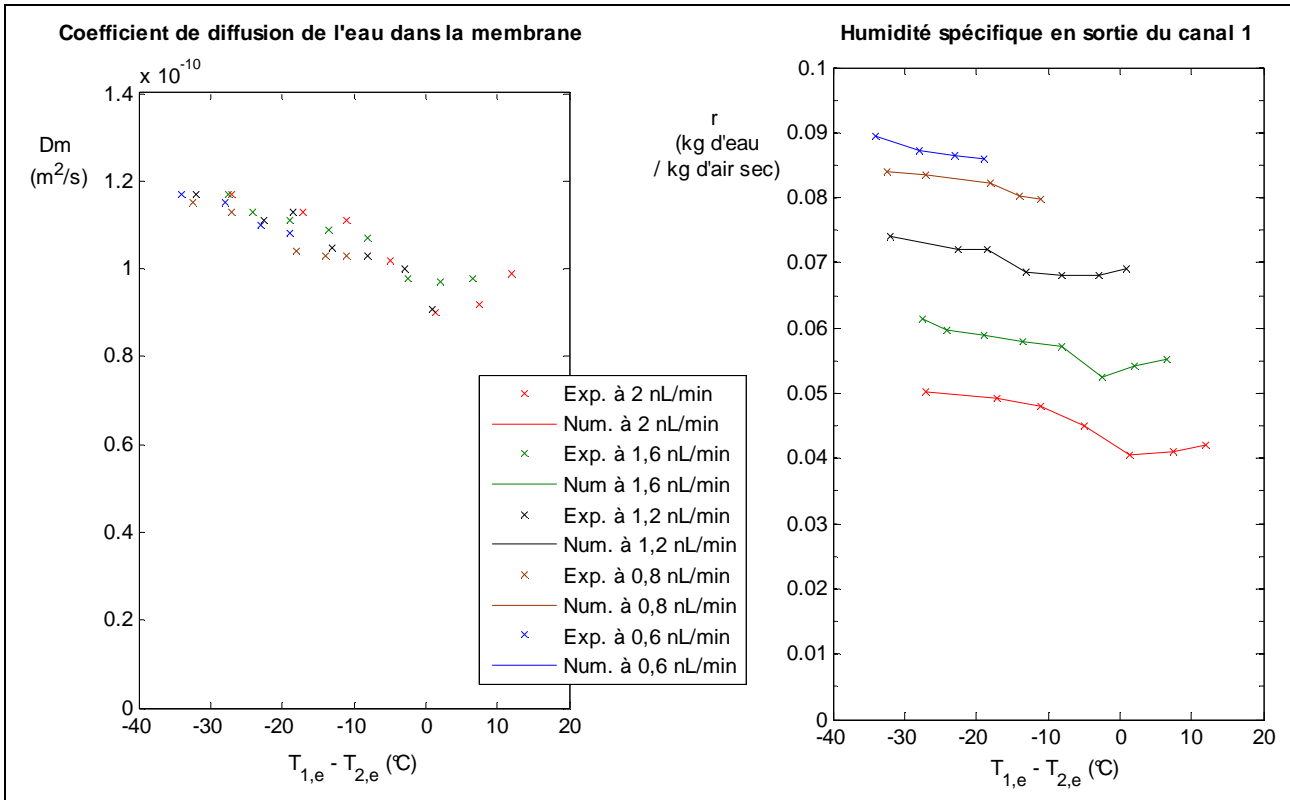 Coefficient de diffusion de l'eau dans la membrane
x 10^-10
Dm
(m^2/s)
1.4
1.2
1
0.8
0.6
0.4
0.2
0
-40 -30 -20 -10 0 10 20
T_1,e - T_2,e (°C)
Exp. à 2 nL/min
Num. à 2 nL/min
Exp. à 1,6 nL/min
Num à 1,6 nL/min
Exp. à 1,2 nL/min
Num. à 1,2 nL/min
Exp. à 0,8 nL/min
Num. à 0,8 nL/min
Exp. à 0,6 nL/min
Num. à 0,6 nL/min
Humidité spécifique en sortie du canal 1
r
(kg d'eau
/ kg d'air sec)
0.1
0.09
0.08
0.07
0.06
0.05
0.04
0.03
0.02
0.01
0
-40 -30 -20 -10 0 10 20
T_1,e - T_2,e (°C)